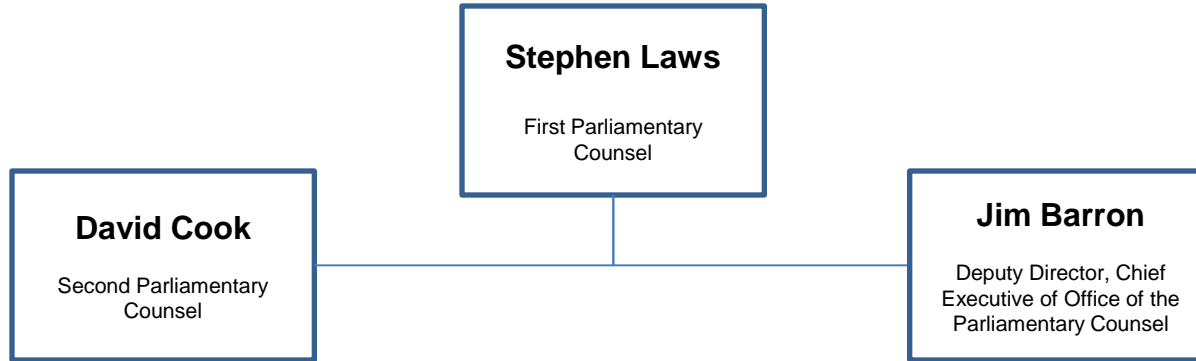 Stephen Laws
First Parliamentary
Counsel
David Cook
Second Parliamentary
Counsel
Jim Barron
Deputy Director, Chief
Executive of Office of the
Parliamentary Counsel